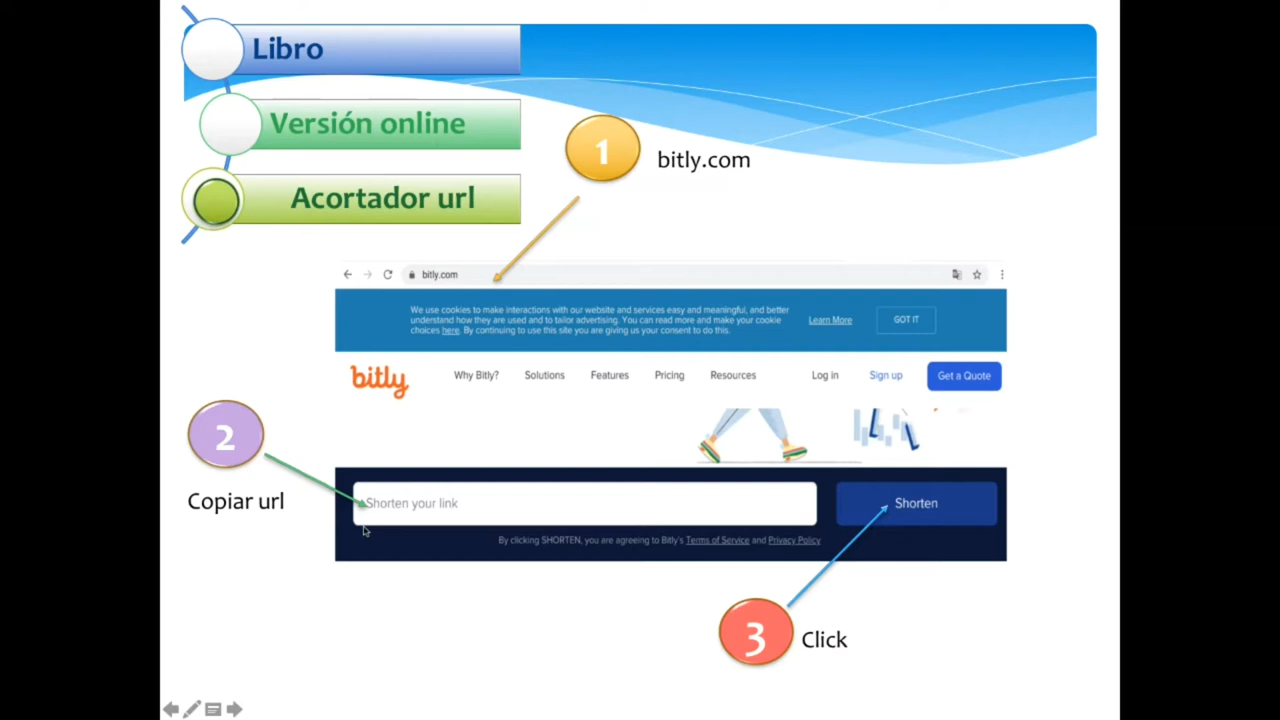 Libro
Versión online
Acortador url
1
bitly.com
bitly.com
We use cookies to make interactions with our website and services easy and meaningful, and better
understand how they are used and to tailor advertising. You can read more and make your cookie
choices here. By continuing to use this site you are giving us your consent to do this.
Learn More
GOT IT
bitly
Why Bitly?
Solutions
Features
Pricing
Resources
Log in
Sign up
Get a Quote
2
Copiar url
Shorten your link
Shorten
By clicking SHORTEN, you are agreeing to Bitly's Terms of Service and Privacy Policy
3
Click